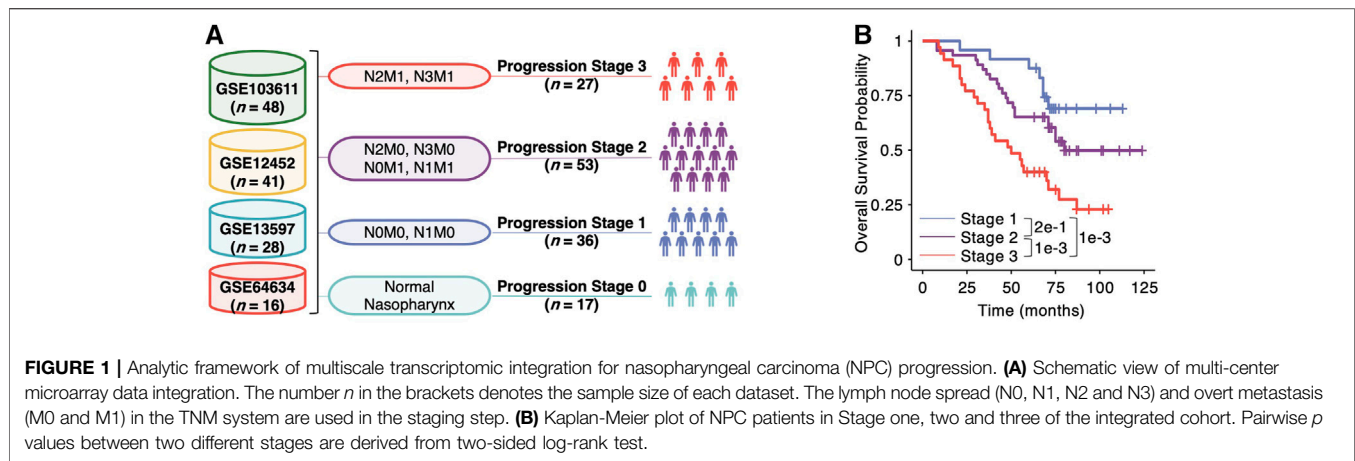 A
GSE103611
(n = 48)
GSE12452
(n = 41)
GSE13597
(n = 28)
GSE64634
(n = 16)
N2M1, N3M1
N2M0, N3M0
N0M1, N1M1
N0M0, N1M0
Normal
Nasopharynx
Progression Stage 3
(n = 27)
Progression Stage 2
(n = 53)
Progression Stage 1
(n = 36)
Progression Stage 0
(n = 17)
B
Overall Survival Probability
1
0.75
0.5
0.25
0
Stage 1
Stage 2
Stage 3
2e-1
1e-3
1e-3
0 25 50 75 100 125
Time (months)
FIGURE 1 | Analytic framework of multiscale transcriptomic integration for nasopharyngeal carcinoma (NPC) progression. (A) Schematic view of multi-center
microarray data integration. The number n in the brackets denotes the sample size of each dataset. The lymph node spread (N0, N1, N2 and N3) and overt metastasis
(M0 and M1) in the TNM system are used in the staging step. (B) Kaplan-Meier plot of NPC patients in Stage one, two and three of the integrated cohort. Pairwise p
values between two different stages are derived from two-sided log-rank test.